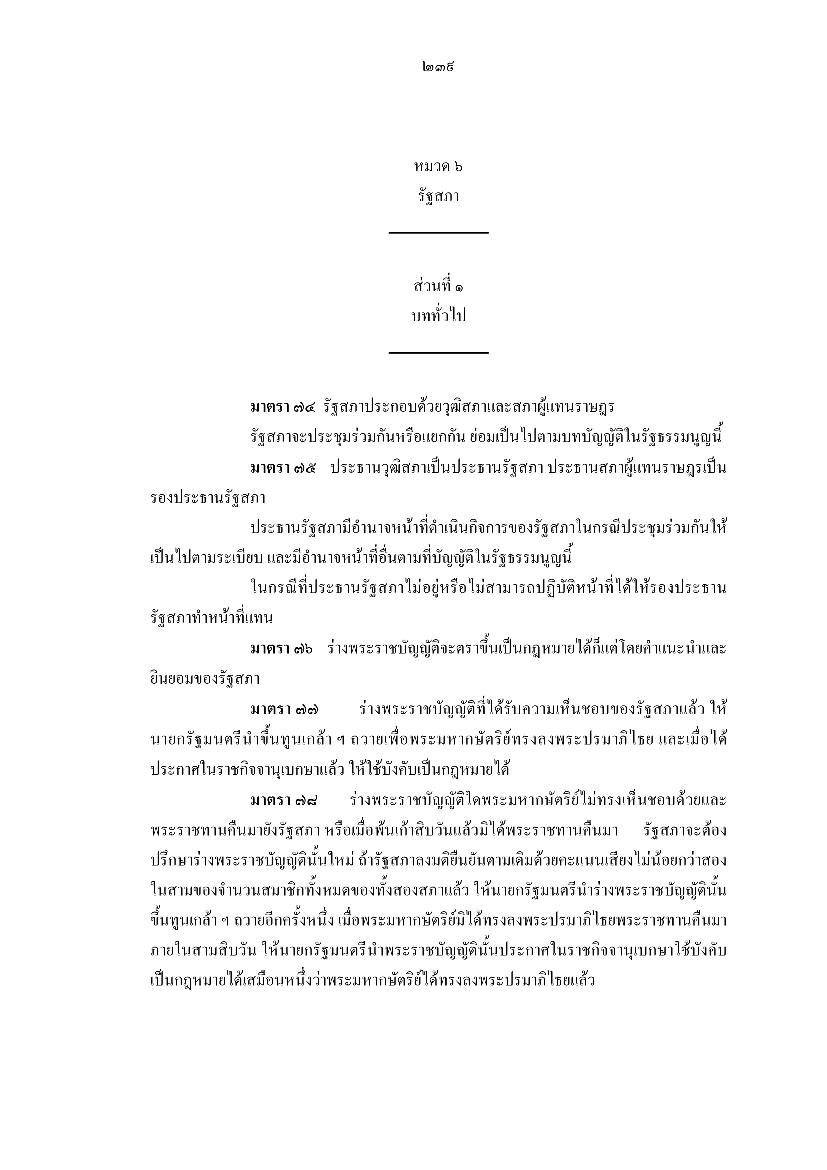 ๒๓๙
หมวด ๖
รัฐสภา
ส่วนที่ ๑
บททั่วไป
มาตรา ๗๔ รัฐสภาประกอบด้วยวุฒิสภาและสภาผู้แทนราษฎร
รัฐสภาจะประชุมร่วมกันหรือแยกกัน ย่อมเป็นไปตามบทบัญญัติในรัฐธรรมนูญนี้
มาตรา ๗๕ ประธานวุฒิสภาเป็นประธานรัฐสภา ประธานสภาผู้แทนราษฎรเป็น
รองประธานรัฐสภา
ประธานรัฐสภามีอำนาจหน้าที่ดำเนินกิจการของรัฐสภาในกรณีประชุมร่วมกันให้
เป็นไปตามระเบียบ และมีอำนาจหน้าที่อื่นตามที่บัญญัติในรัฐธรรมนูญนี้
ในกรณีที่ประธานรัฐสภาไม่อยู่หรือไม่สามารถปฏิบัติหน้าที่ได้ให้รองประธาน
รัฐสภาทำหน้าที่แทน
มาตรา ๗๖ ร่างพระราชบัญญัติจะตราขึ้นเป็นกฎหมายได้ก็แต่โดยคำแนะนำและ
ยินยอมของรัฐสภา
มาตรา ๗๗ ร่างพระราชบัญญัติที่ได้รับความเห็นชอบของรัฐสภาแล้ว ให้
นายกรัฐมนตรีนำขึ้นทูนเกล้า ฯ ถวายเพื่อพระมหากษัตริย์ทรงลงพระปรมาภิไธย และเมื่อได้
ประกาศในราชกิจจานุเบกษาแล้ว ให้ใช้บังคับเป็นกฎหมายได้
มาตรา ๗๘ ร่างพระราชบัญญัติใดพระมหากษัตริย์ไม่ทรงเห็นชอบด้วยและ
พระราชทานคืนมายังรัฐสภา หรือเมื่อพ้นเก้าสิบวันแล้วมิได้พระราชทานคืนมา รัฐสภาจะต้อง
ปรึกษาร่างพระราชบัญญัตินั้นใหม่ ถ้ารัฐสภาลงมติยืนยันตามเดิมด้วยคะแนนเสียงไม่น้อยกว่าสอง
ในสามของจำนวนสมาชิกทั้งหมดของทั้งสองสภาแล้ว ให้นายกรัฐมนตรีนำร่างพระราชบัญญัตินั้น
ขึ้นทูนเกล้า ฯ ถวายอีกครั้งหนึ่ง เมื่อพระมหากษัตริย์มิได้ทรงลงพระปรมาภิไธยพระราชทานคืนมา
ภายในสามสิบวัน ให้นายกรัฐมนตรีนำพระราชบัญญัตินั้นประกาศในราชกิจจานุเบกษาใช้บังคับ
เป็นกฎหมายได้เสมือนหนึ่งว่าพระมหากษัตริย์ได้ทรงลงพระปรมาภิไธยแล้ว